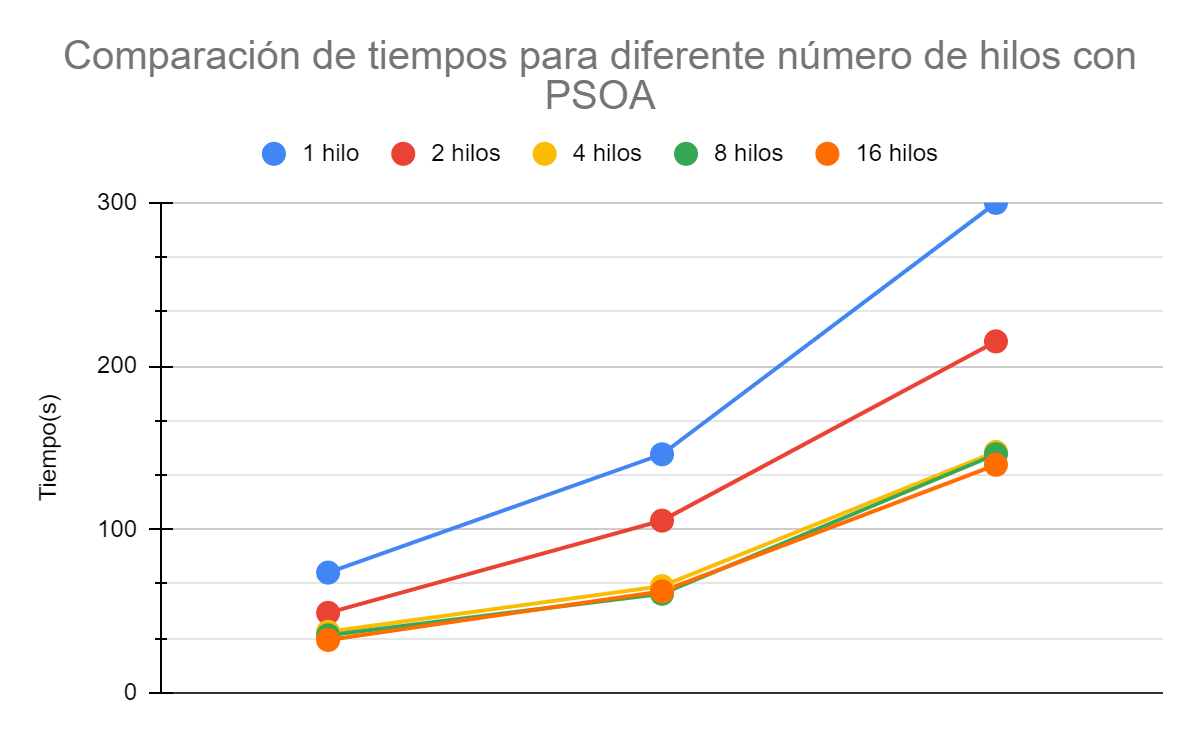 Comparación de tiempos para diferente número de hilos con
PSOA
1 hilo 2 hilos 4 hilos 8 hilos 16 hilos
300
200
Tiempo(s)
100
0